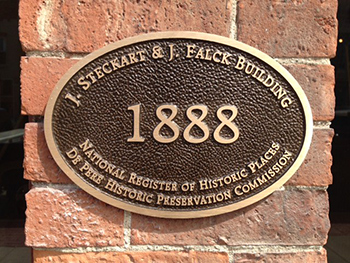 J. Steckart & J. Falck Building
1888
National Register of Historic Places
De Pere Historic Preservation Commission